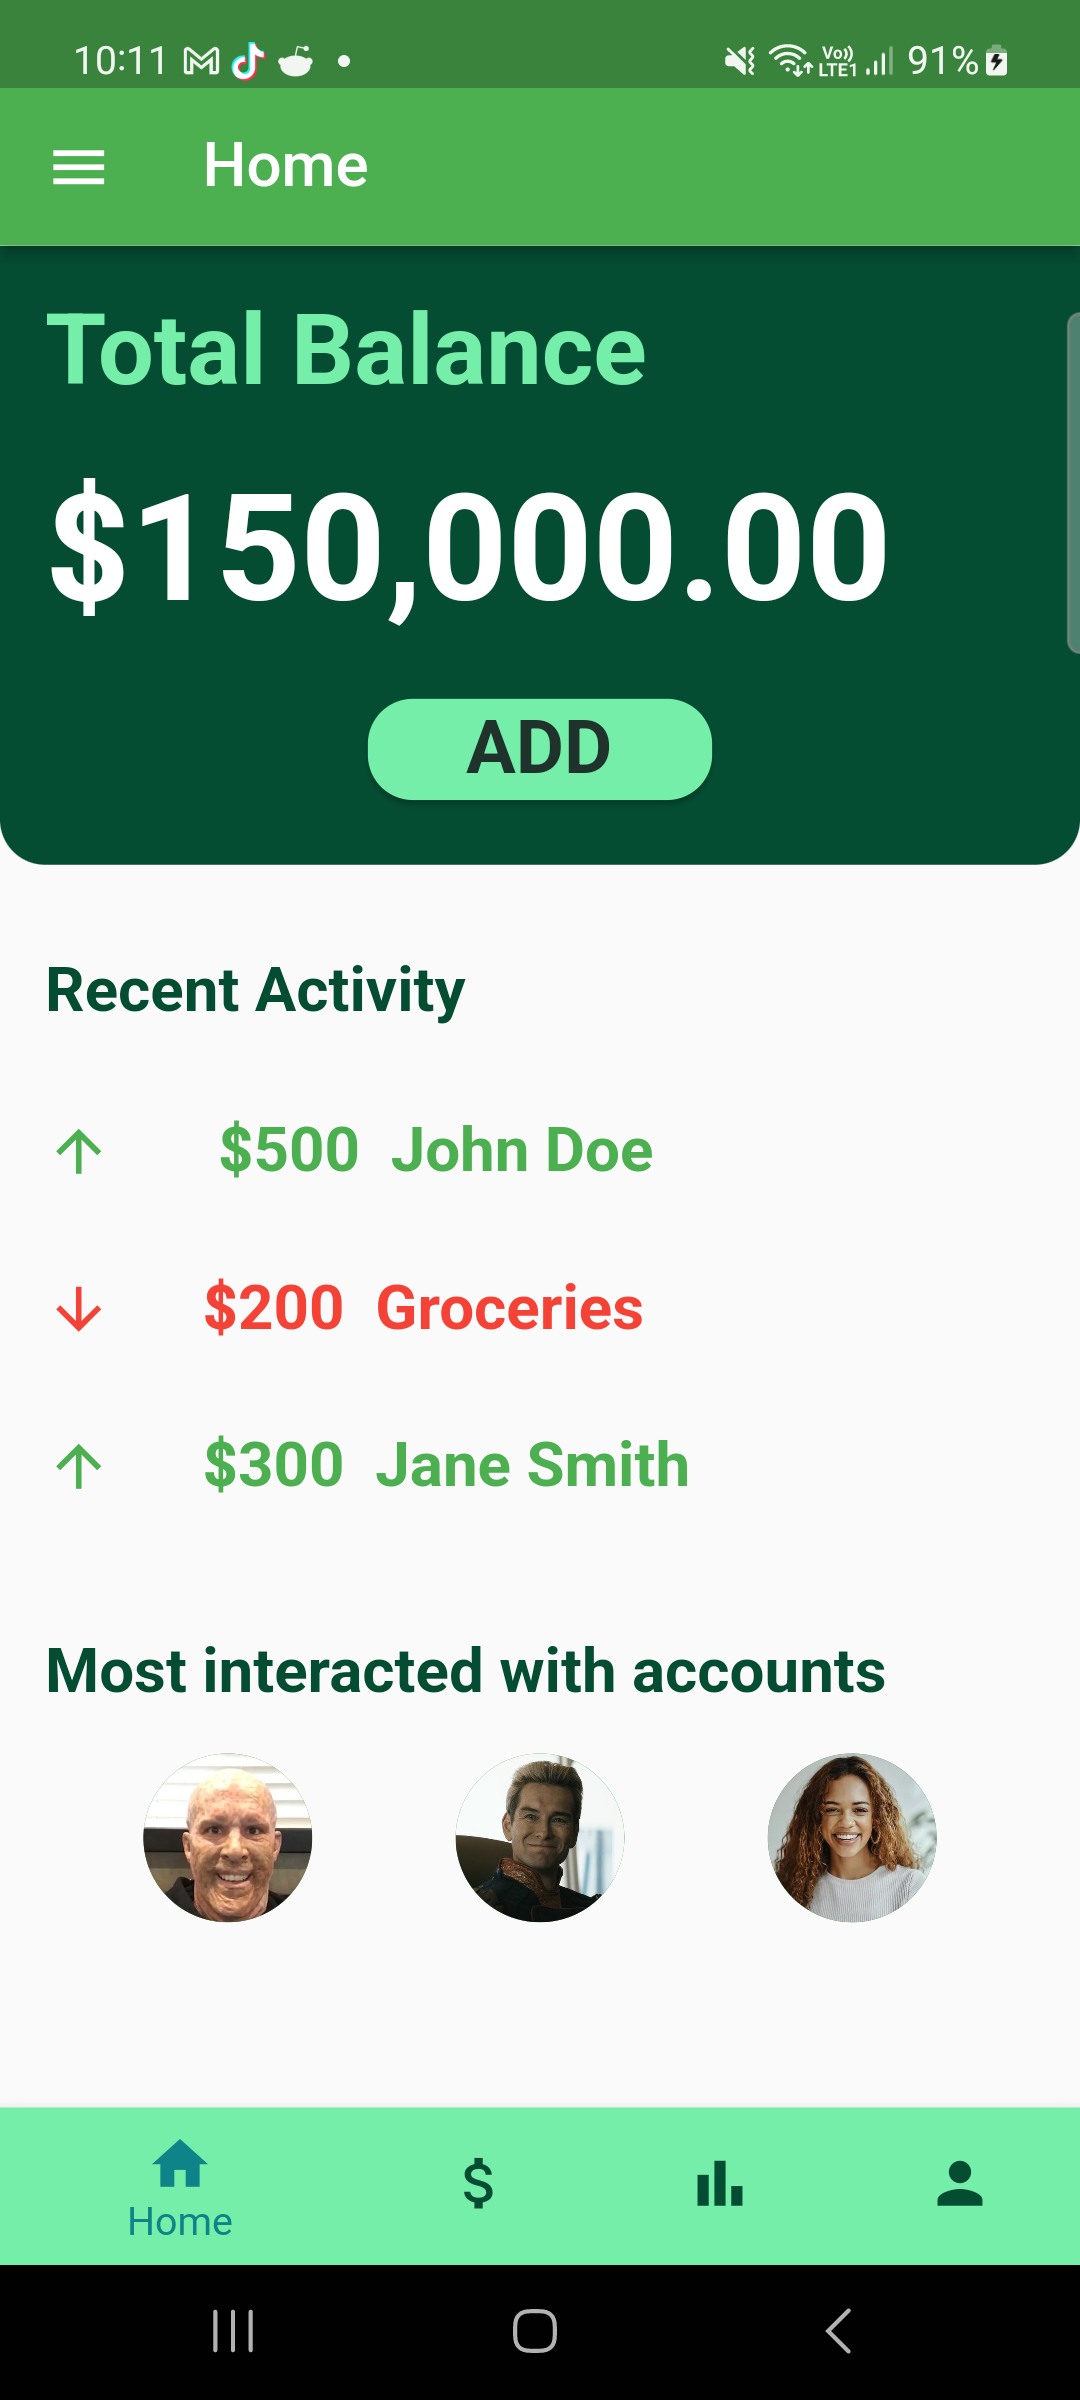 10:11 Vo)) LTE1 91%
Home
Total Balance
$150,000.00
ADD
Recent Activity
$500 John Doe
$200 Groceries
$300 Jane Smith
Most interacted with accounts
Home